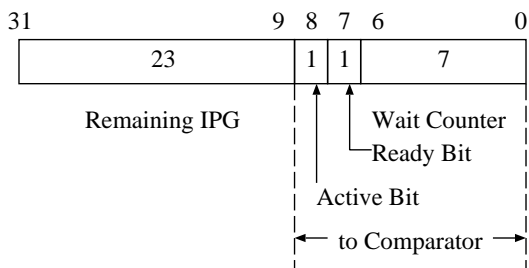 31 9 8 7 6 0
23 1 1 7
Remaining IPG Wait Counter
Ready Bit
Active Bit
to Comparator